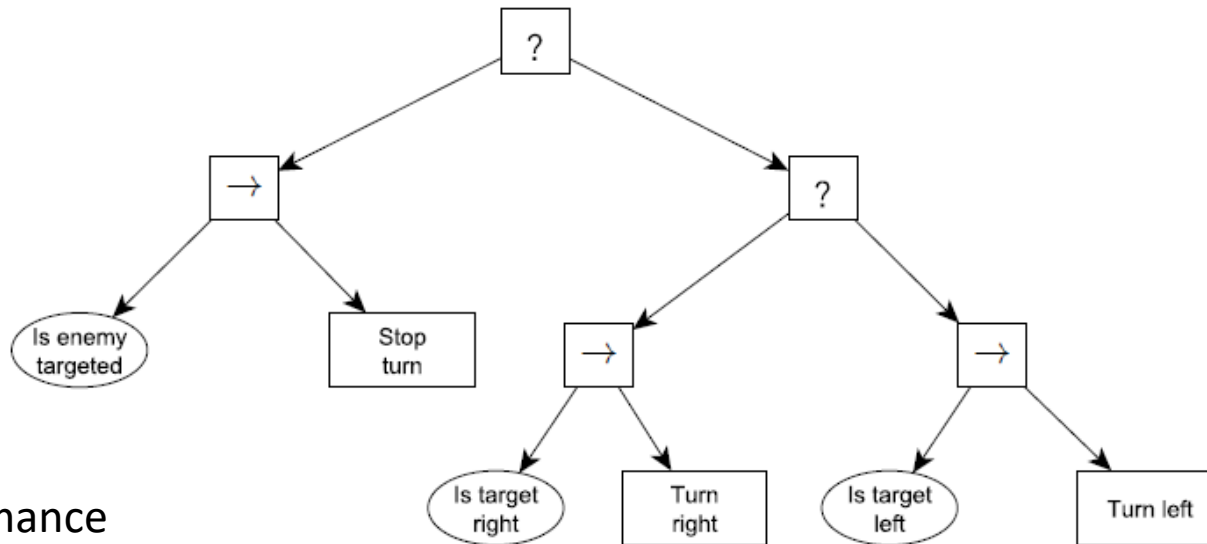 ?
→
?
Is enemy
targeted
Stop
turn
→
→
Is target
right
Turn
right
Is target
left
Turn left